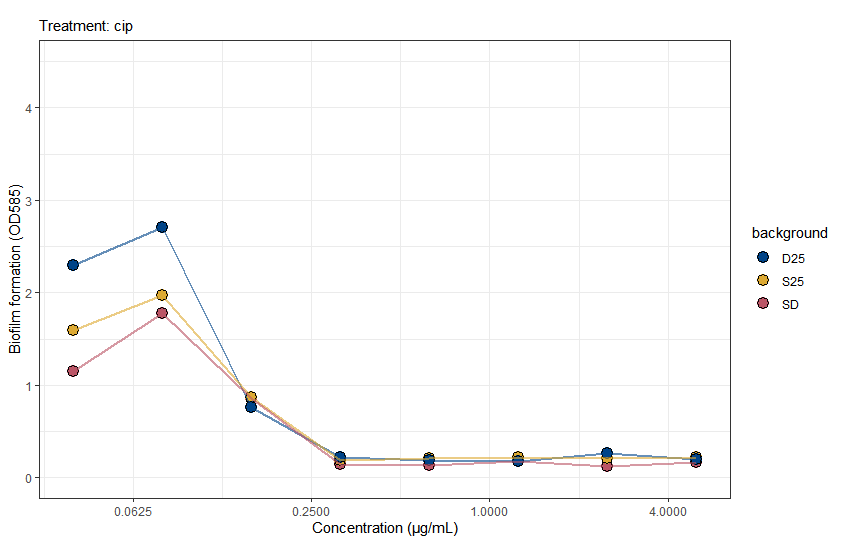 Treatment: cip
Biofilm formation (OD585)
4
3
2
1
0
0.0625
0.2500
1.0000
4.0000
Concentration (µg/mL)
background
D25
S25
SD